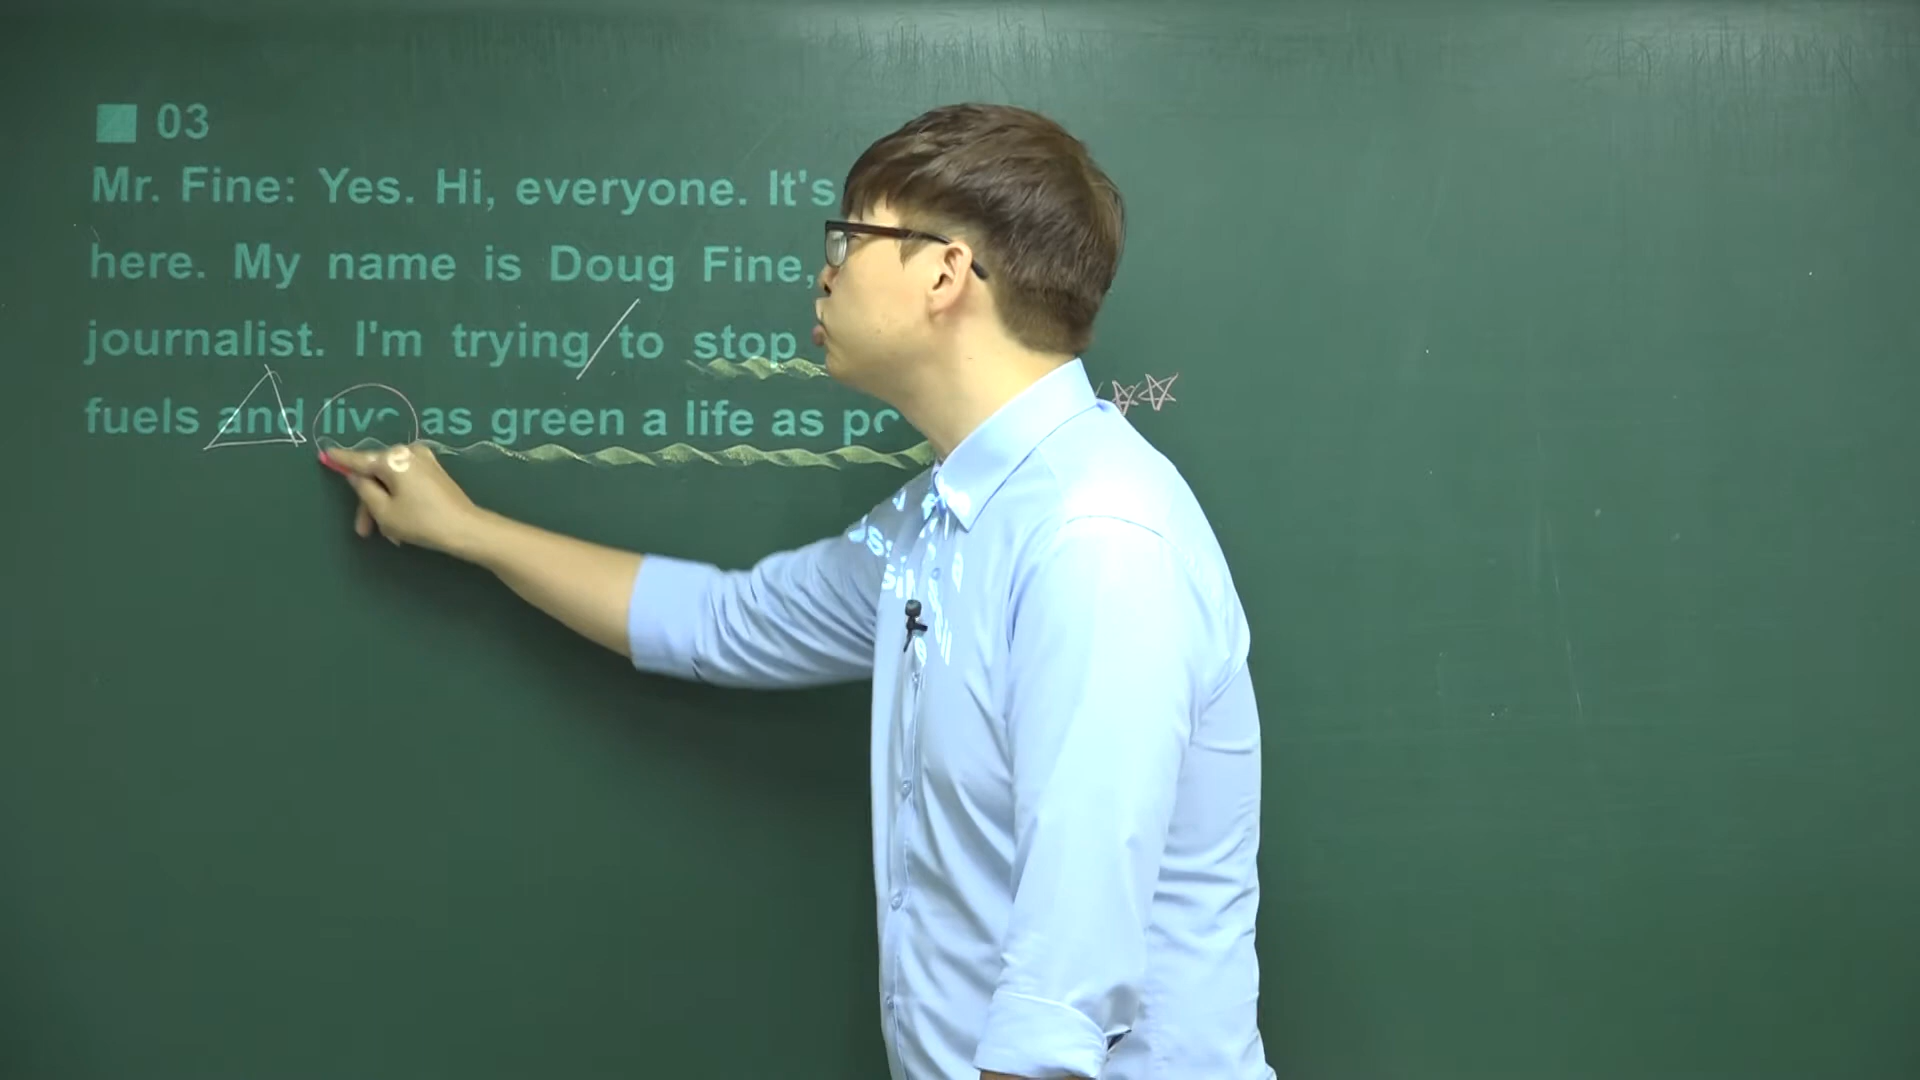 03
Mr. Fine: Yes. Hi, everyone. It's
here. My name is Doug Fine,
journalist. I'm trying to stop
fuels and live as green a life as